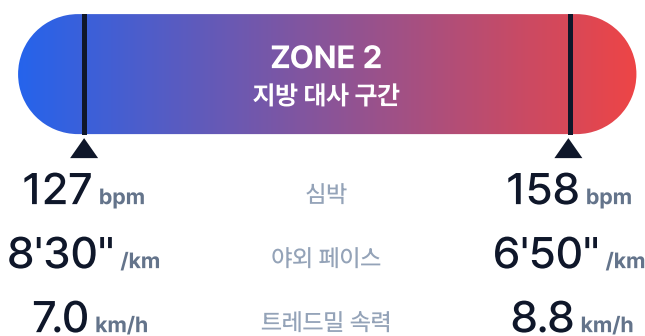 ZONE 2
지방 대사 구간
127 bpm 심박 158 bpm
8'30" /km 야외 페이스 6'50" /km
7.0 km/h 트레드밀 속력 8.8 km/h